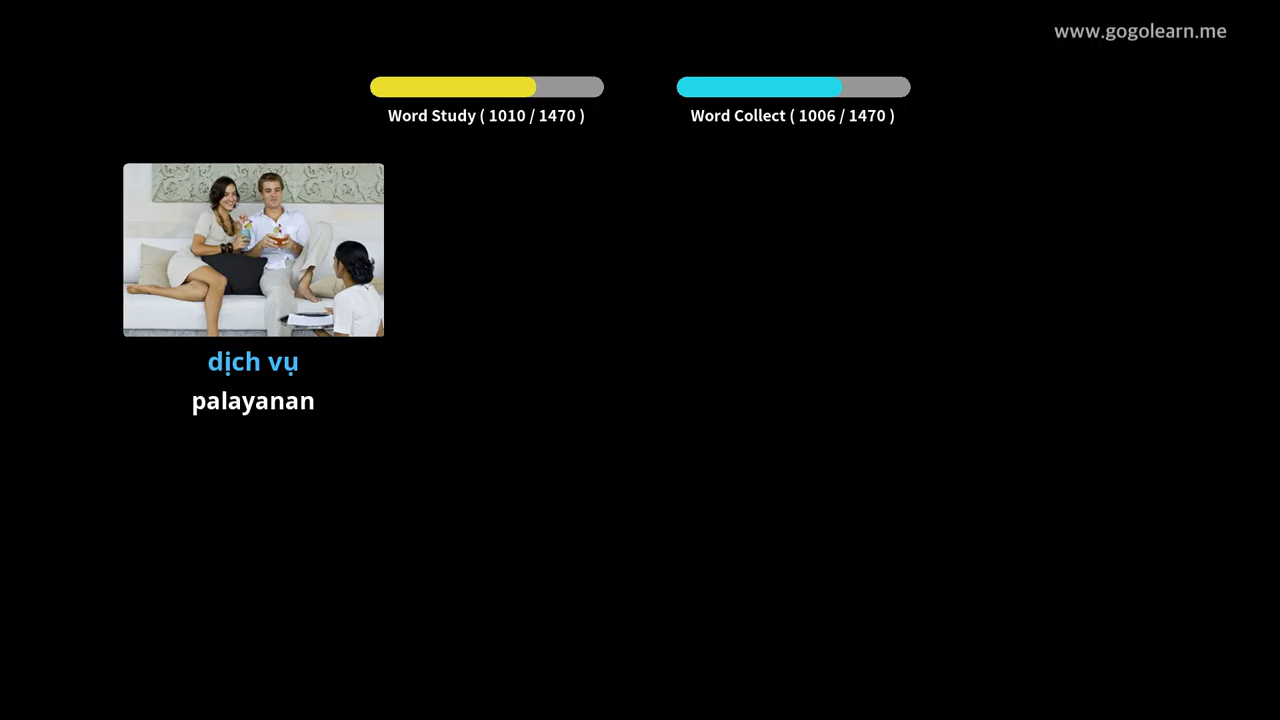 www.gogolearn.me
Word Study ( 1010 / 1470 )
Word Collect ( 1006 / 1470 )
dịch vụ
palayanan